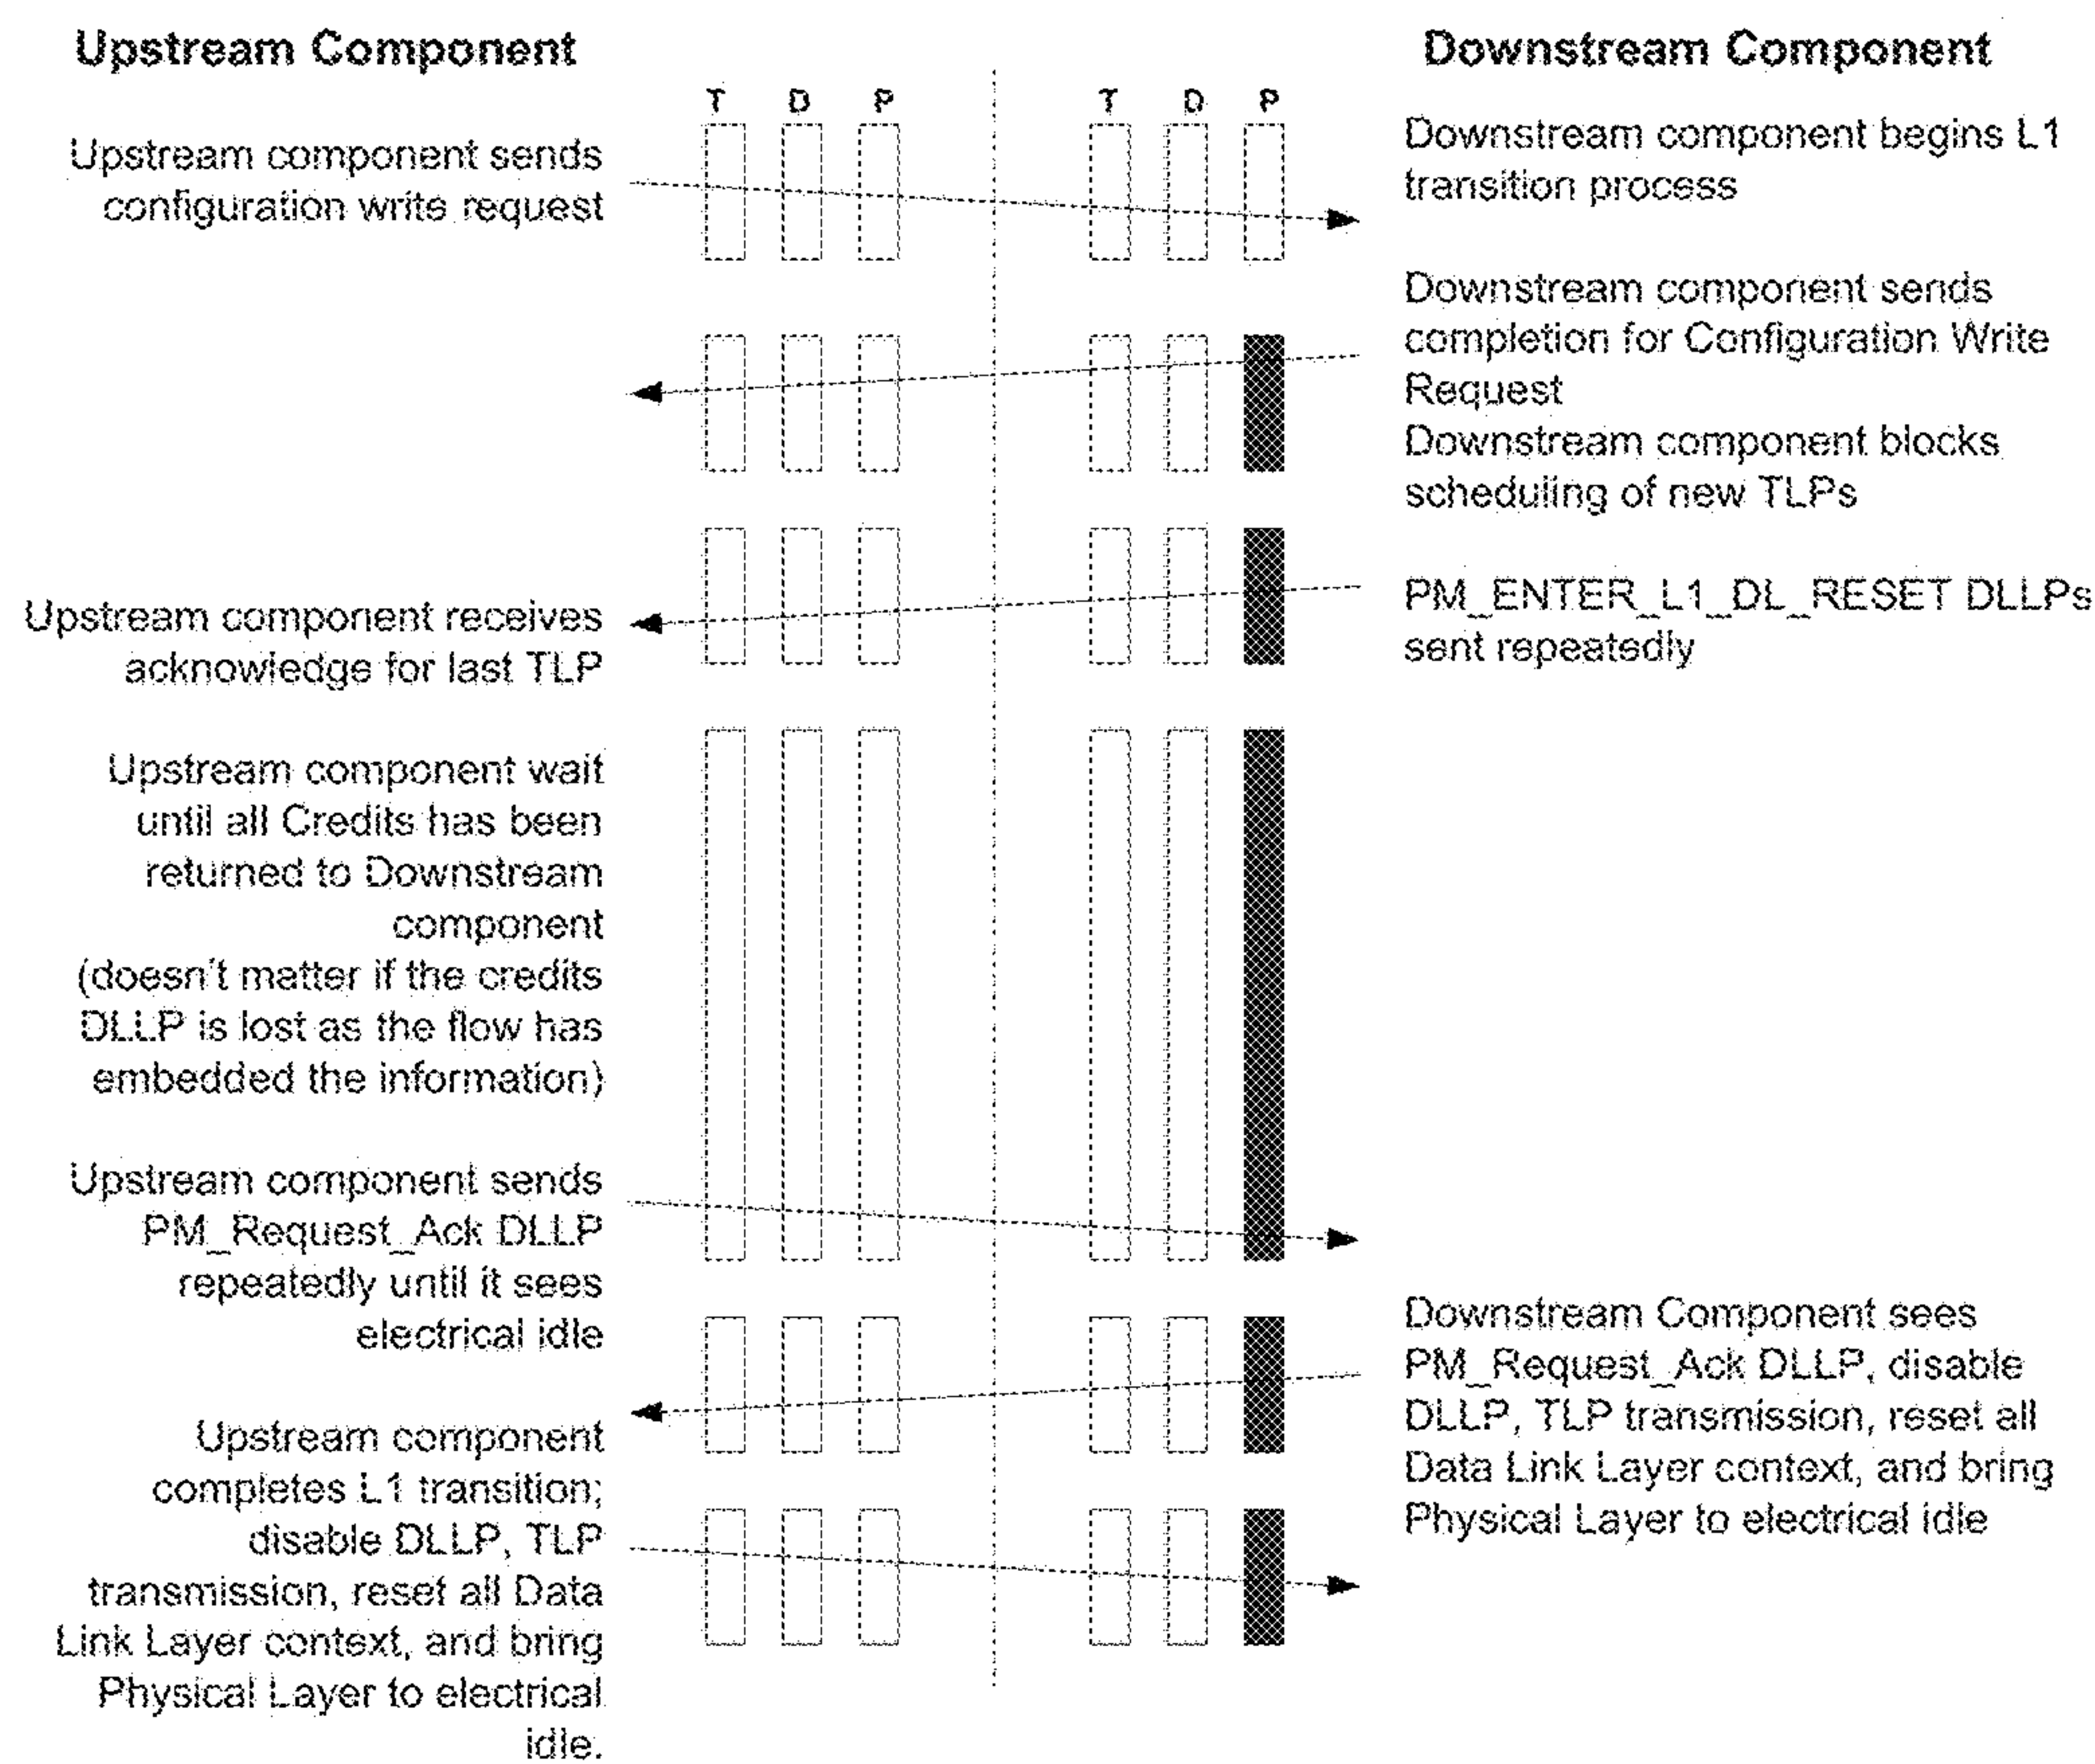 Upstream Component
Downstream Component
T D P
T D P
Upstream component sends
configuration write request
Downstream component begins L1
transition process
Downstream component sends
completion for Configuration Write
Request
Downstream component blocks
scheduling of new TLPs
Upstream component receives
acknowledge for last TLP
PM_ENTER_L1_DL_RESET DLLPs
sent repeatedly
Upstream component wait
until all Credits has been
returned to Downstream
component
(doesn't matter if the credits
DLLP is lost as the flow has
embedded the information)
Upstream component sends
PM_Request_Ack DLLP
repeatedly until it sees
electrical idle
Downstream Component sees
PM_Request_Ack DLLP, disable
DLLP, TLP transmission, reset all
Data Link Layer context, and bring
Physical Layer to electrical idle
Upstream component
completes L1 transition;
disable DLLP, TLP
transmission, reset all Data
Link Layer context, and bring
Physical Layer to electrical
idle.